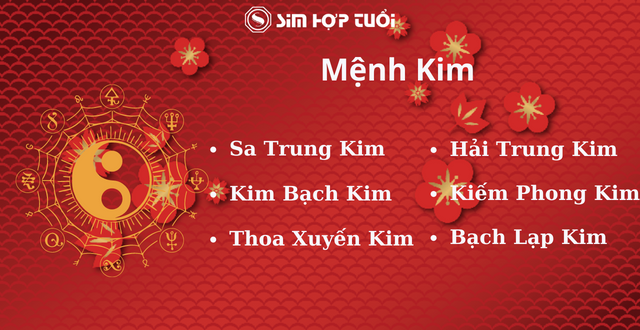 SIM HỢP TUỔI
Mệnh Kim
• Sa Trung Kim
• Kim Bạch Kim
• Thoa Xuyến Kim
• Hải Trung Kim
• Kiếm Phong Kim
• Bạch Lạp Kim